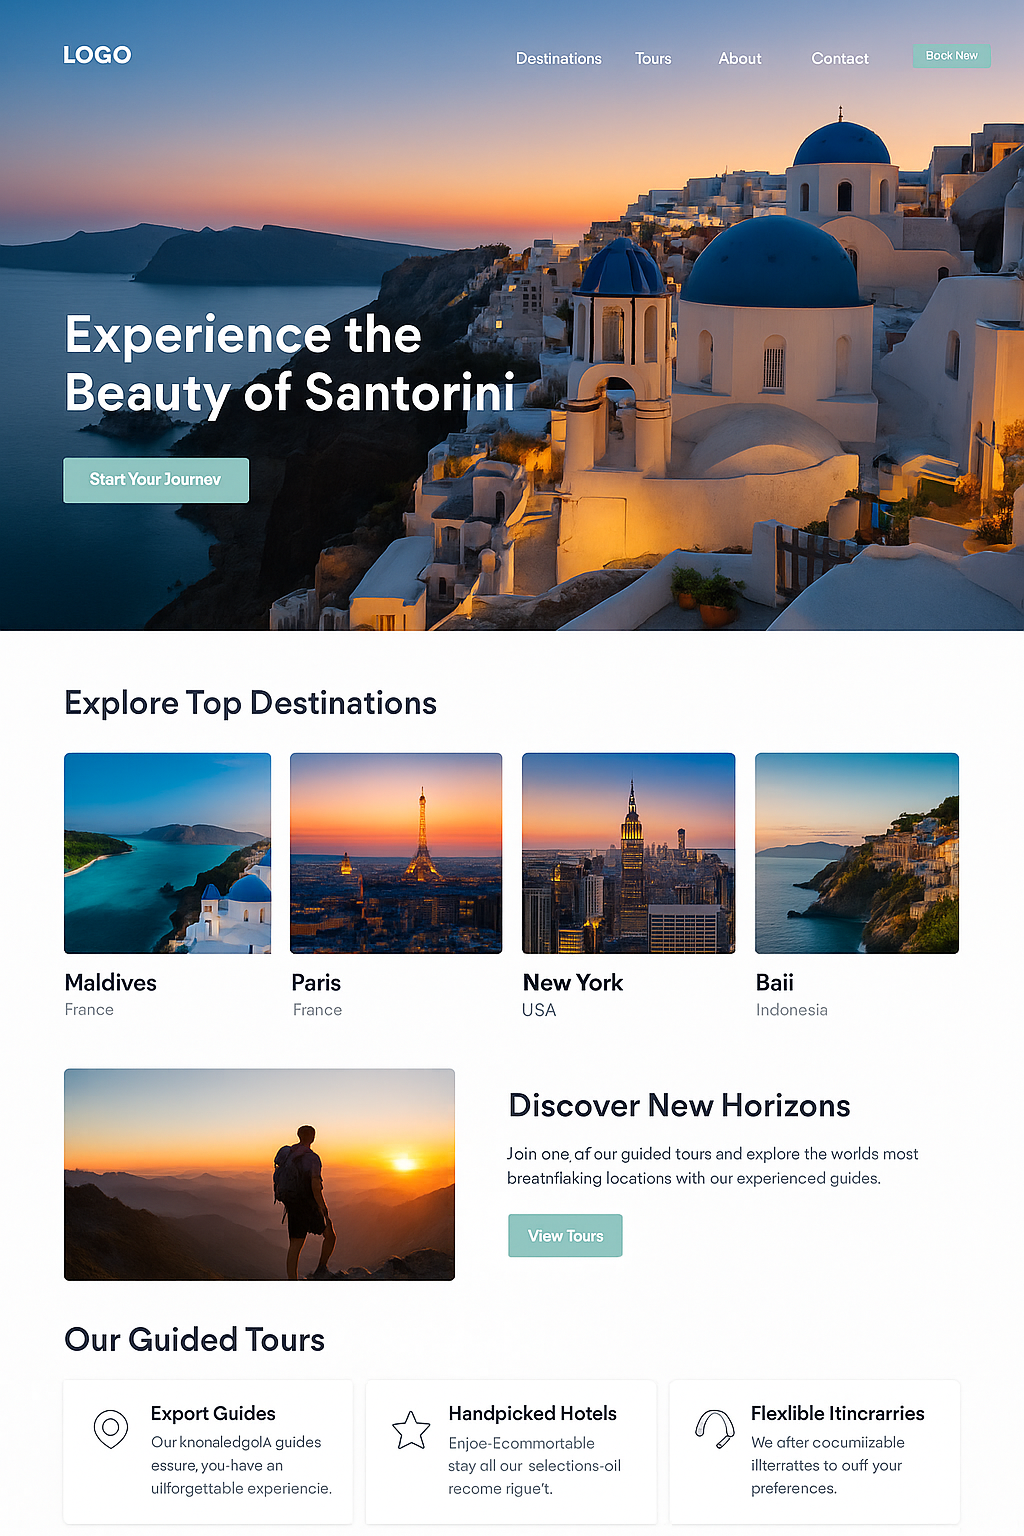 LOGO
Destinations Tours About Contact Bock New
Experience the
Beauty of Santorini
Start Your Journev
Explore Top Destinations
Maldives
France
Paris
France
New York
USA
Baii
Indonesia
Discover New Horizons
Join one, of our guided tours and explore the worlds most
breatnflaking locations with our experienced guides.
View Tours
Our Guided Tours
Export Guides
Our knonaledgolA guides
essure, you-have an
uilforgettable experiencie.
Handpicked Hotels
Enjoe-Ecommortable
stay all our selections-oil
recome rigue't.
Flexlible Itincrarries
We after cocumiizable
illterrattes to ouff your
preferences.